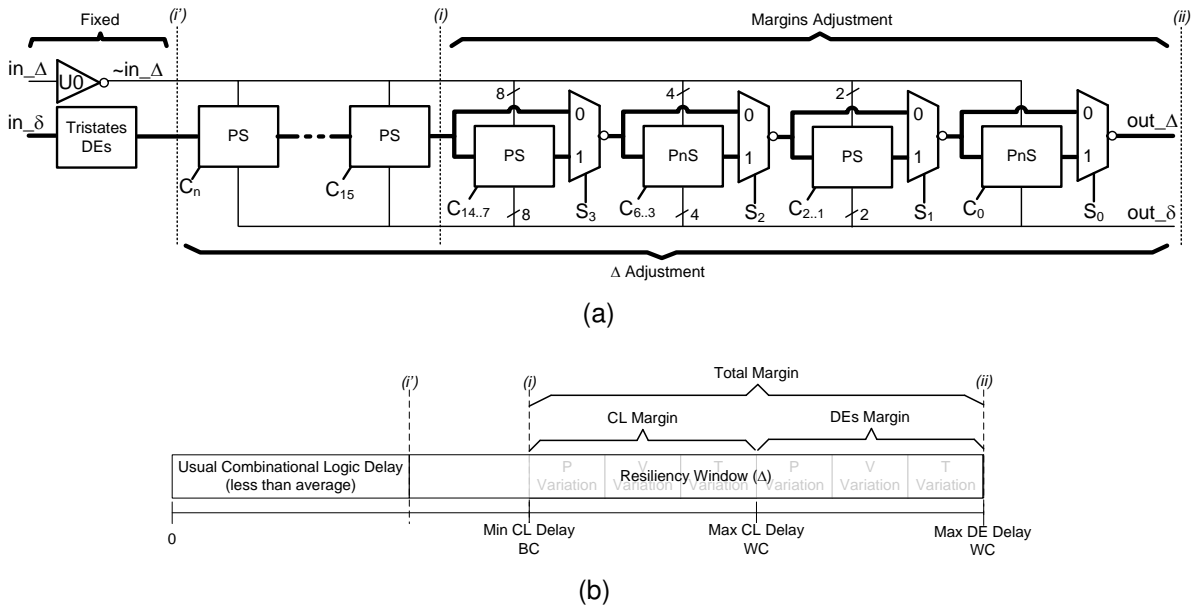 Fixed
(i')
(i)
Margins Adjustment
(ii)
in_Δ
U0
~in_Δ
8
4
2
in_δ
Tristates
DEs
PS
PS
0
1
PS
0
1
PnS
0
1
PS
0
1
PnS
out_Δ
Cn
C15
C14..7
8
S3
C6..3
4
S2
C2..1
2
S1
C0
S0
out_δ
Δ Adjustment
(a)
(i')
(i)
Total Margin
(ii)
CL Margin
DEs Margin
Usual Combinational Logic Delay
(less than average)
P
Variation
V
Variation
T
Variation
P
Variation
V
Variation
T
Variation
Resiliency Window (Δ)
0
Min CL Delay
BC
Max CL Delay
WC
Max DE Delay
WC
(b)